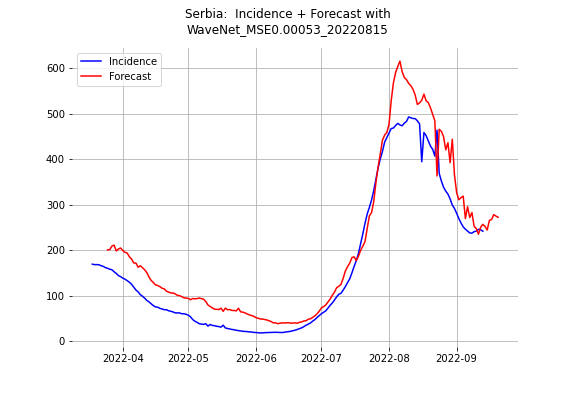 Serbia:  Incidence + Forecast with
WaveNet_MSE0.00053_20220815
Incidence
Forecast
600
500
400
300
200
100
0
2022-04 2022-05 2022-06 2022-07 2022-08 2022-09